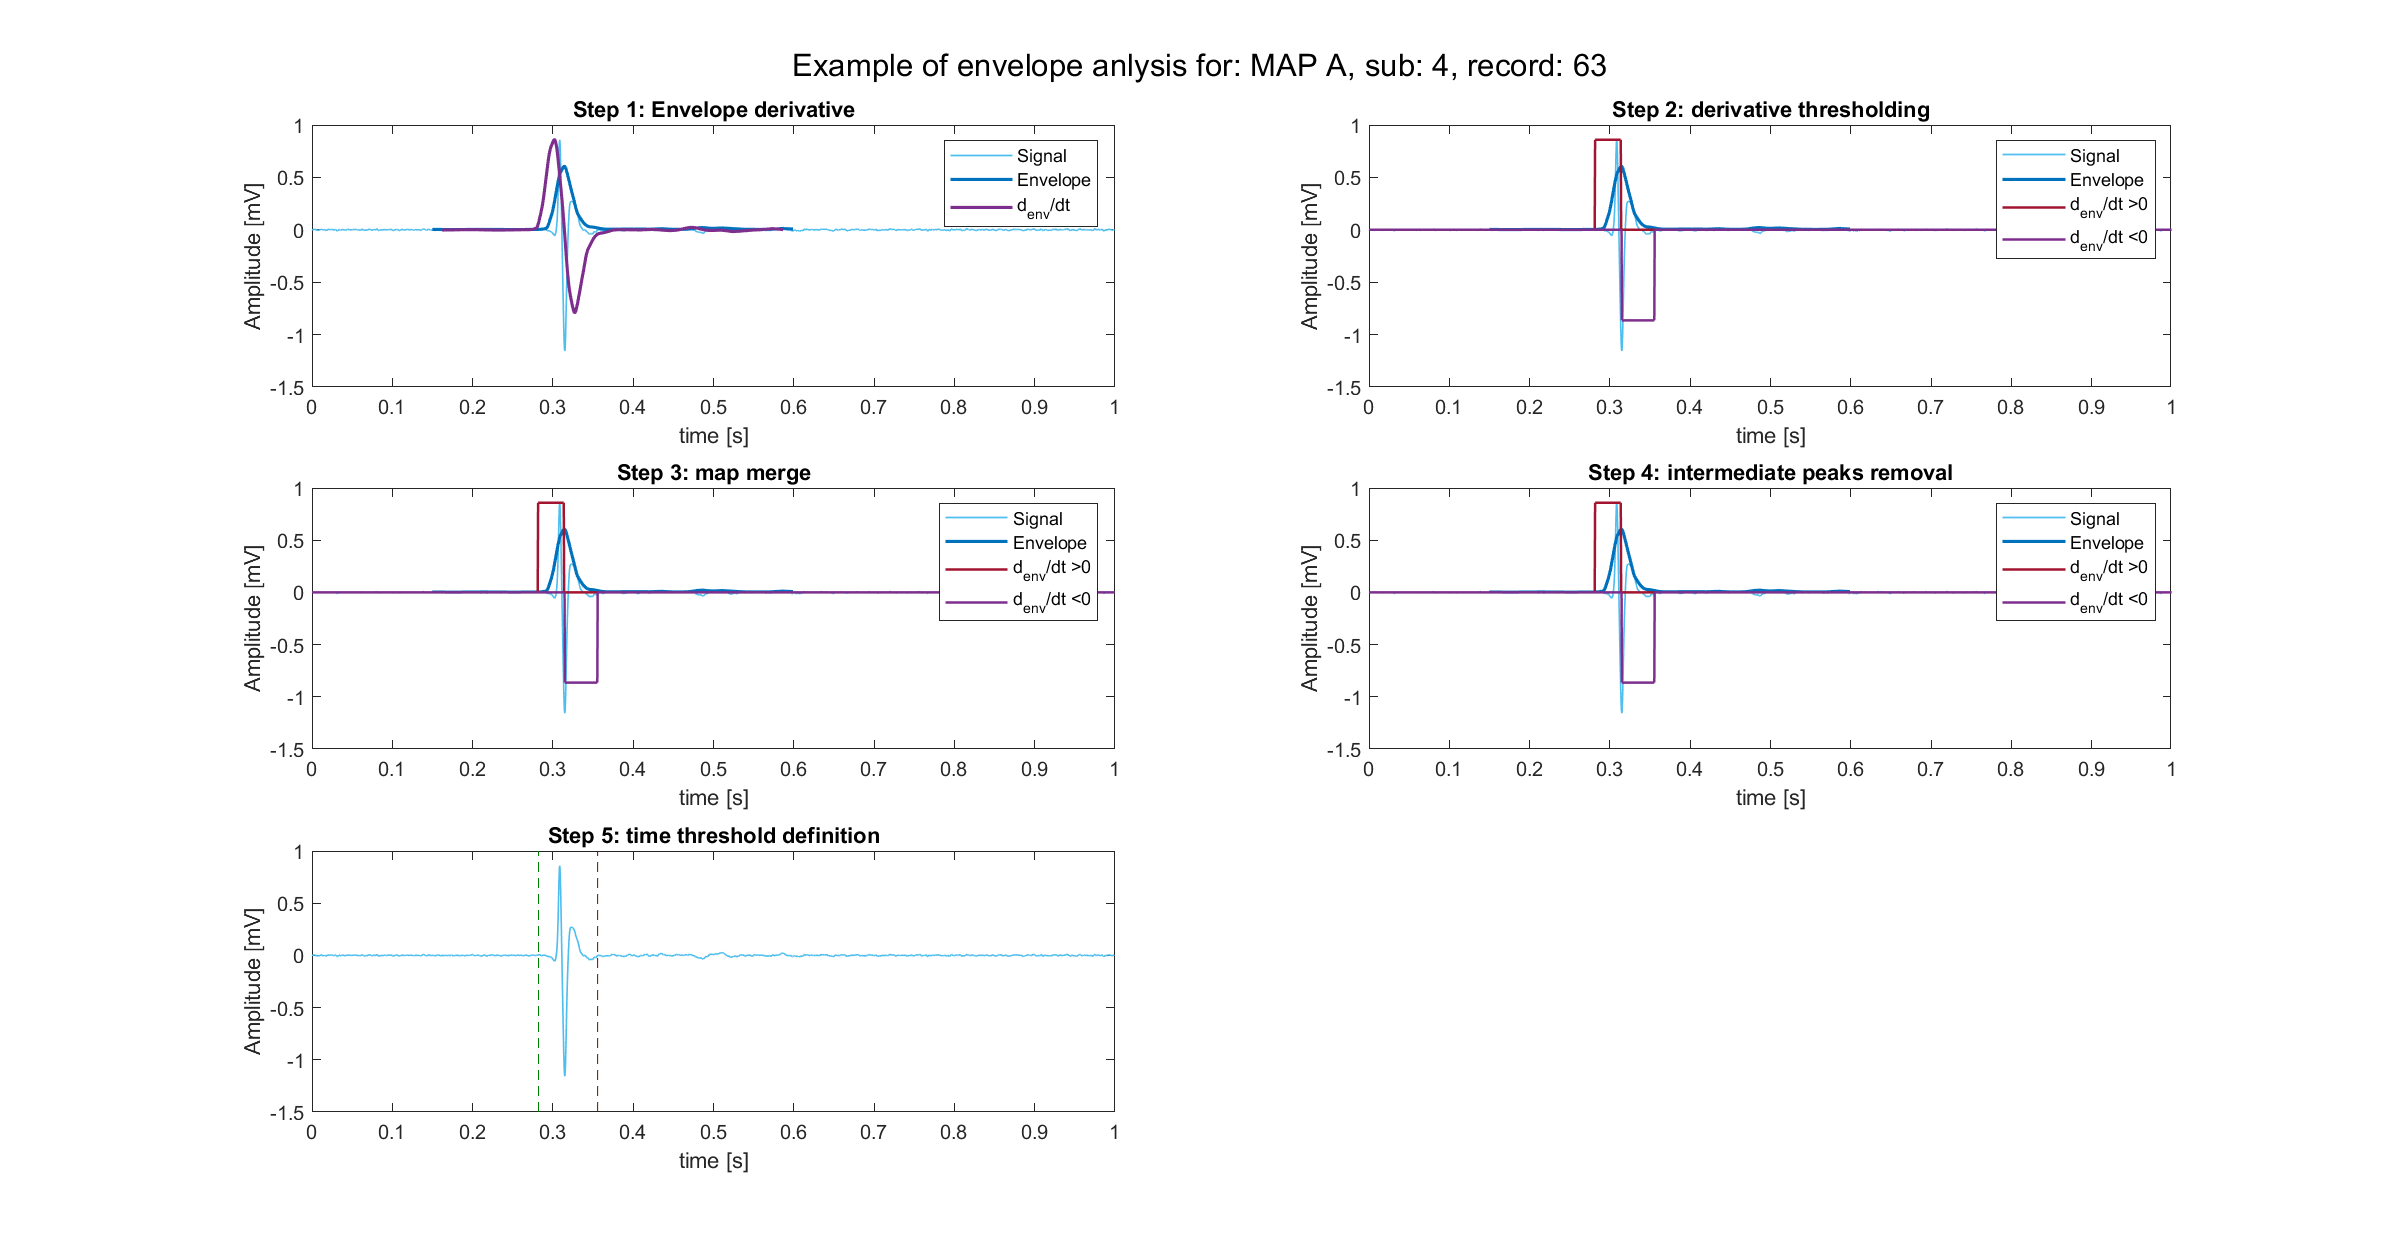 Example of envelope anlysis for: MAP A, sub: 4, record: 63
Step 1: Envelope derivative
Amplitude [mV]
1
0.5
0
-0.5
-1
-1.5
Signal
Envelope
d_env/dt
0 0.1 0.2 0.3 0.4 0.5 0.6 0.7 0.8 0.9 1
time [s]
Step 2: derivative thresholding
Amplitude [mV]
1
0.5
0
-0.5
-1
-1.5
Signal
Envelope
d_env/dt >0
d_env/dt <0
0 0.1 0.2 0.3 0.4 0.5 0.6 0.7 0.8 0.9 1
time [s]
Step 3: map merge
Amplitude [mV]
1
0.5
0
-0.5
-1
-1.5
Signal
Envelope
d_env/dt >0
d_env/dt <0
0 0.1 0.2 0.3 0.4 0.5 0.6 0.7 0.8 0.9 1
time [s]
Step 4: intermediate peaks removal
Amplitude [mV]
1
0.5
0
-0.5
-1
-1.5
Signal
Envelope
d_env/dt >0
d_env/dt <0
0 0.1 0.2 0.3 0.4 0.5 0.6 0.7 0.8 0.9 1
time [s]
Step 5: time threshold definition
Amplitude [mV]
1
0.5
0
-0.5
-1
-1.5
0 0.1 0.2 0.3 0.4 0.5 0.6 0.7 0.8 0.9 1
time [s]